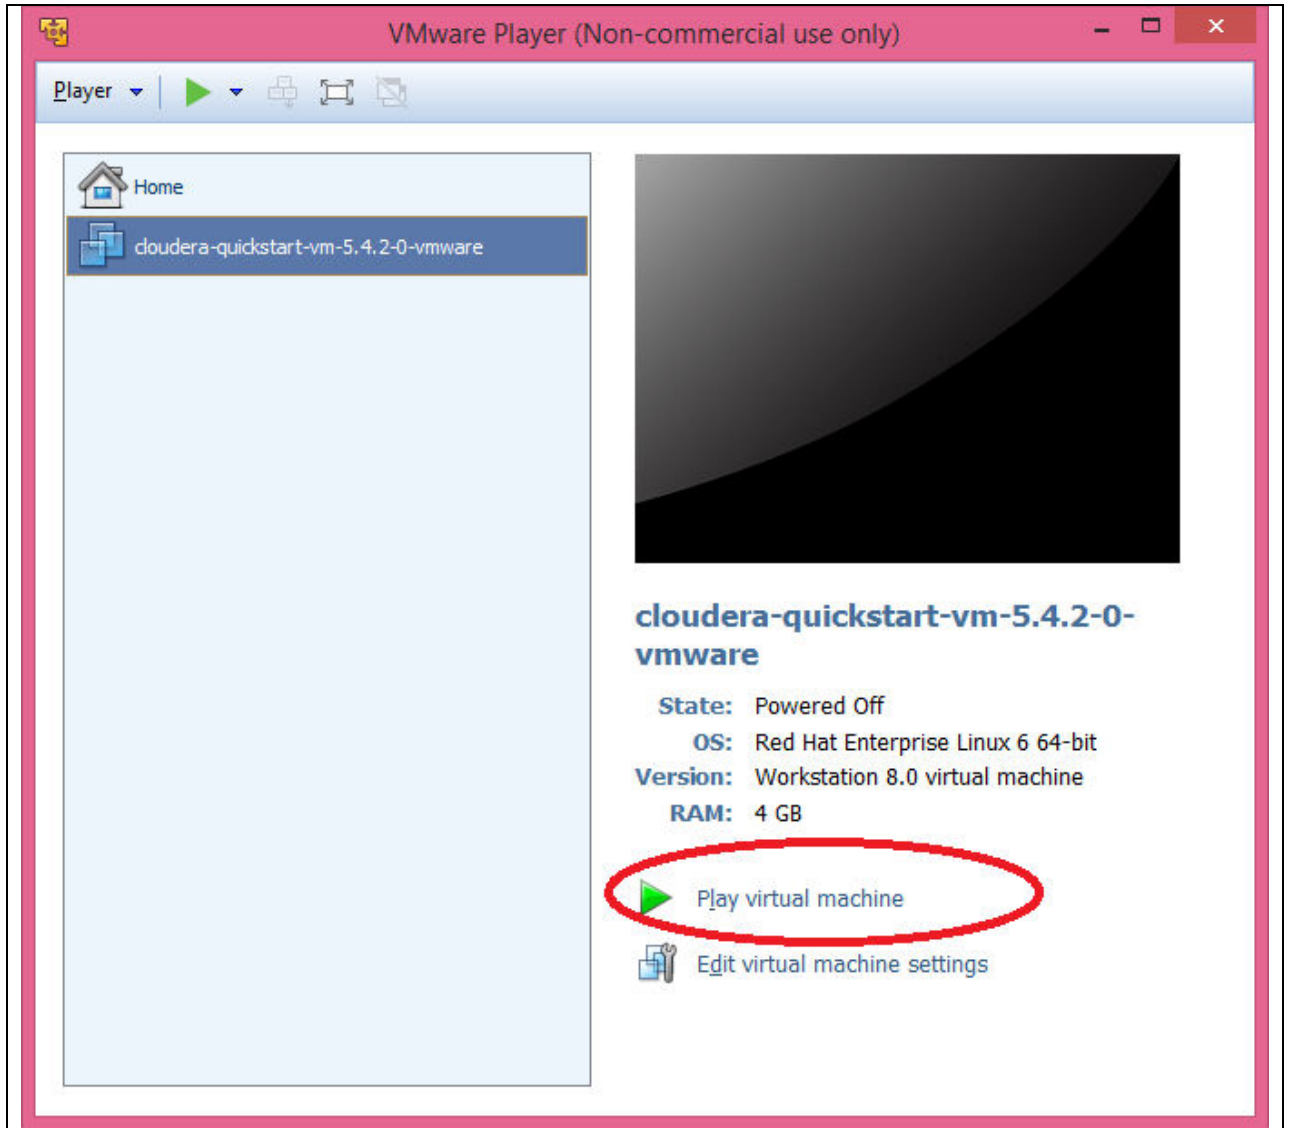 VMware Player (Non-commercial use only)
Player
Home
cloudera-quickstart-vm-5.4.2-0-vmware
cloudera-quickstart-vm-5.4.2-0-
vmware
State: Powered Off
OS: Red Hat Enterprise Linux 6 64-bit
Version: Workstation 8.0 virtual machine
RAM: 4 GB
Play virtual machine
Edit virtual machine settings